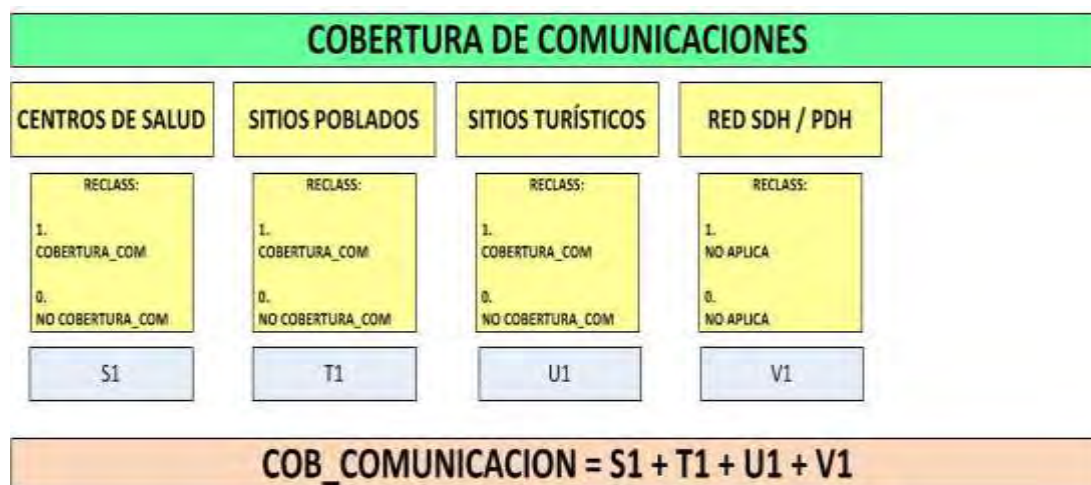 COBERTURA DE COMUNICACIONES
CENTROS DE SALUD
SITIOS POBLADOS
SITIOS TURÍSTICOS
RED SDH / PDH
RECLASS:
1.
COBERTURA_COM
0.
NO COBERTURA_COM
RECLASS:
1.
COBERTURA_COM
0.
NO COBERTURA_COM
RECLASS:
1.
COBERTURA_COM
0.
NO COBERTURA_COM
RECLASS:
1.
NO APLICA
0.
NO APLICA
S1
T1
U1
V1
COB_COMUNICACION = S1 + T1 + U1 + V1